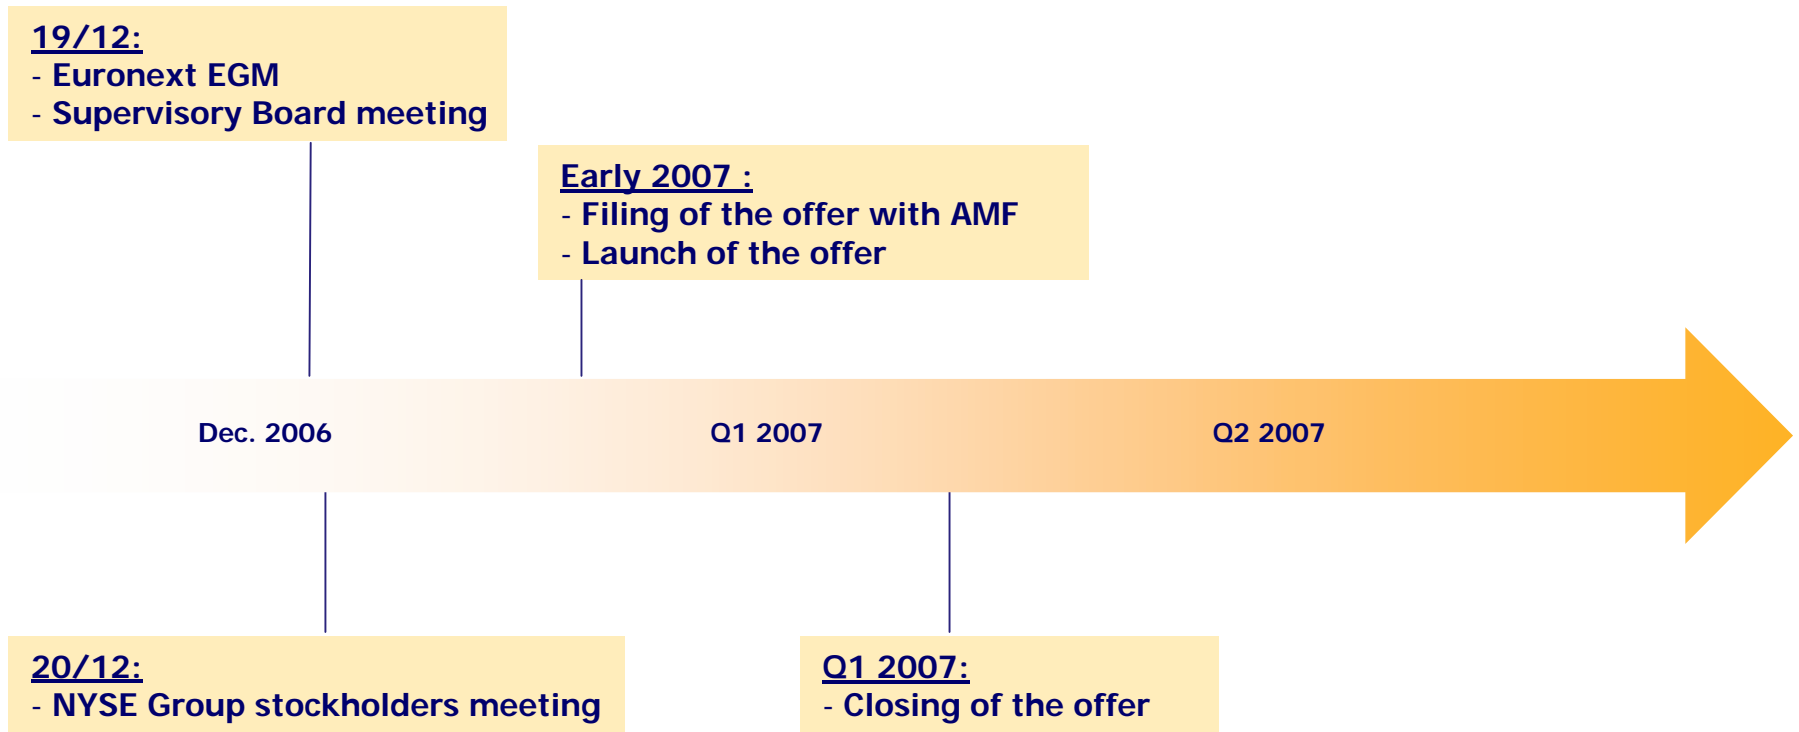 19/12:
- Euronext EGM
- Supervisory Board meeting
Early 2007 :
- Filing of the offer with AMF
- Launch of the offer
Dec. 2006
Q1 2007
Q2 2007
20/12:
- NYSE Group stockholders meeting
Q1 2007:
- Closing of the offer